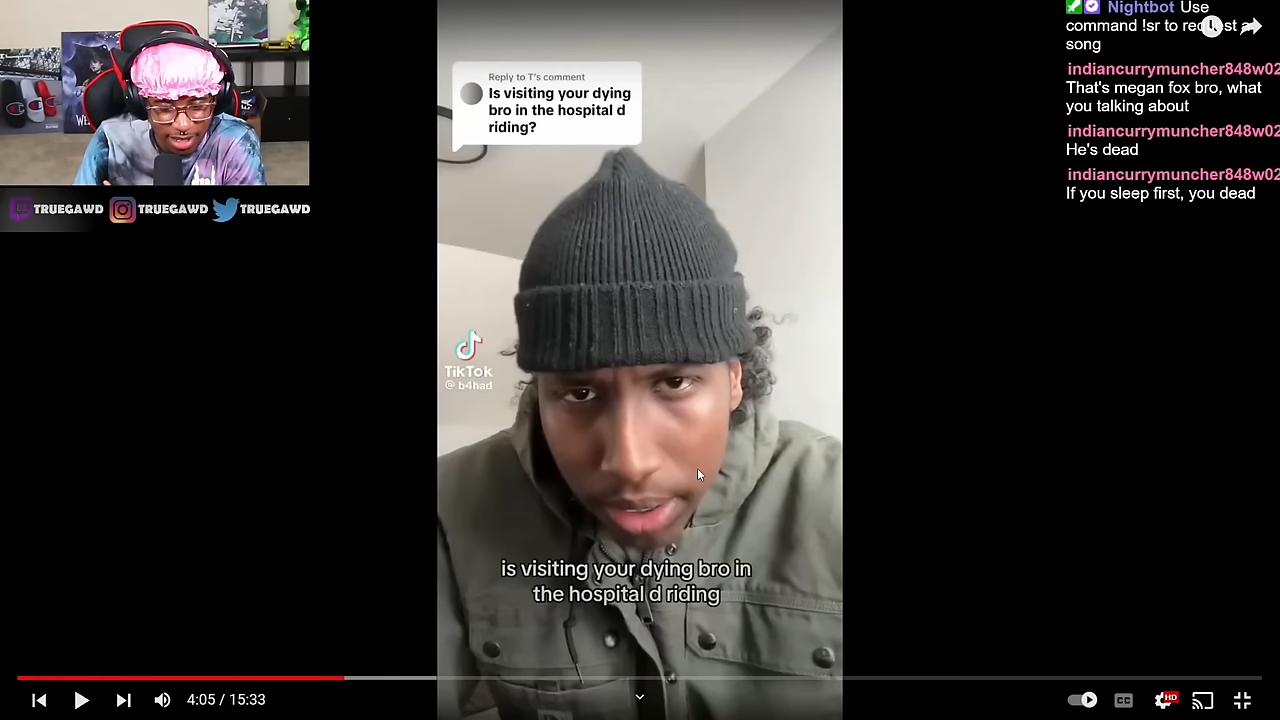 Nightbot Use
command !sr to request a
song
indiancurrymuncher848w02
That's megan fox bro, what
you talking about
indiancurrymuncher848w02
He's dead
indiancurrymuncher848w02
If you sleep first, you dead
TRUEGAWD TRUEGAWD TRUEGAWD
Reply to T's comment
Is visiting your dying
bro in the hospital d
riding?
TikTok
@ b4had
is visiting your dying bro in
the hospital d riding
4:05 / 15:33
CC
HD